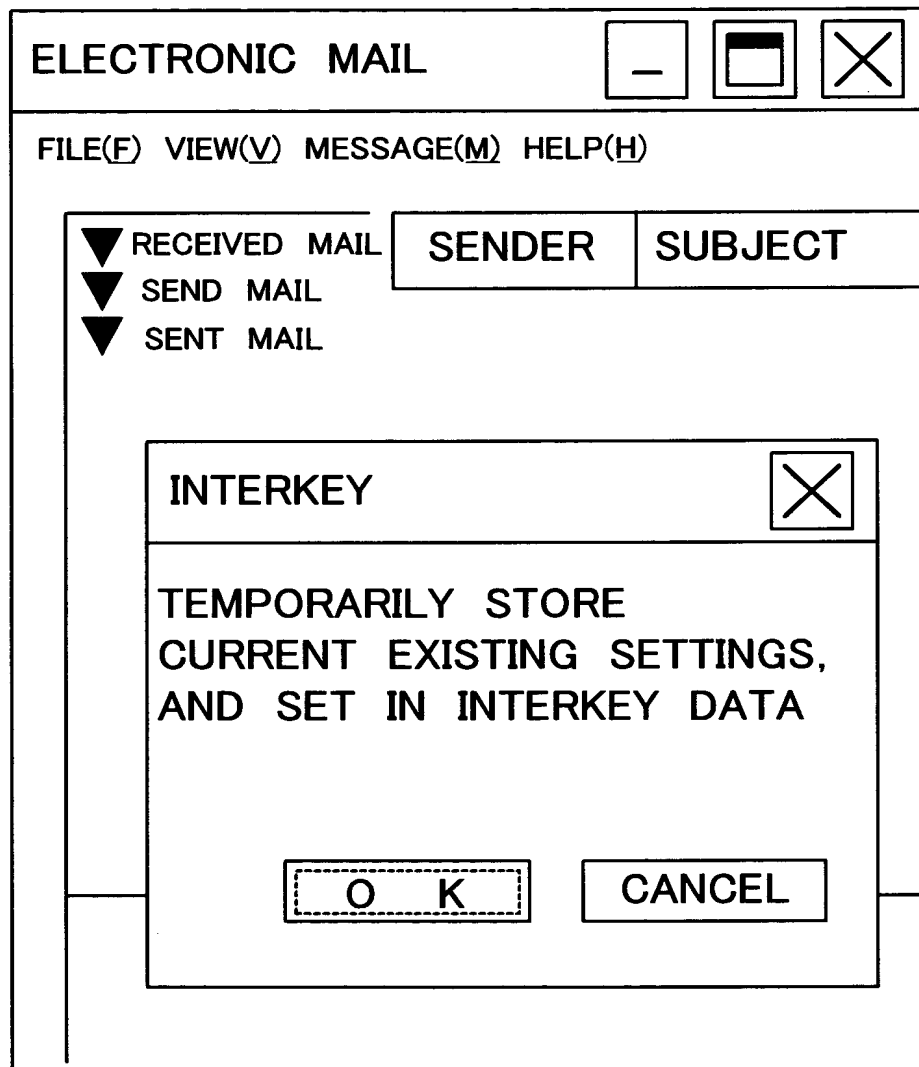 ELECTRONIC MAIL
FILE(F) VIEW(V) MESSAGE(M) HELP(H)
RECEIVED MAIL
SENDER
SUBJECT
SEND MAIL
SENT MAIL
INTERKEY
TEMPORARILY STORE
CURRENT EXISTING SETTINGS,
AND SET IN INTERKEY DATA
O K
CANCEL